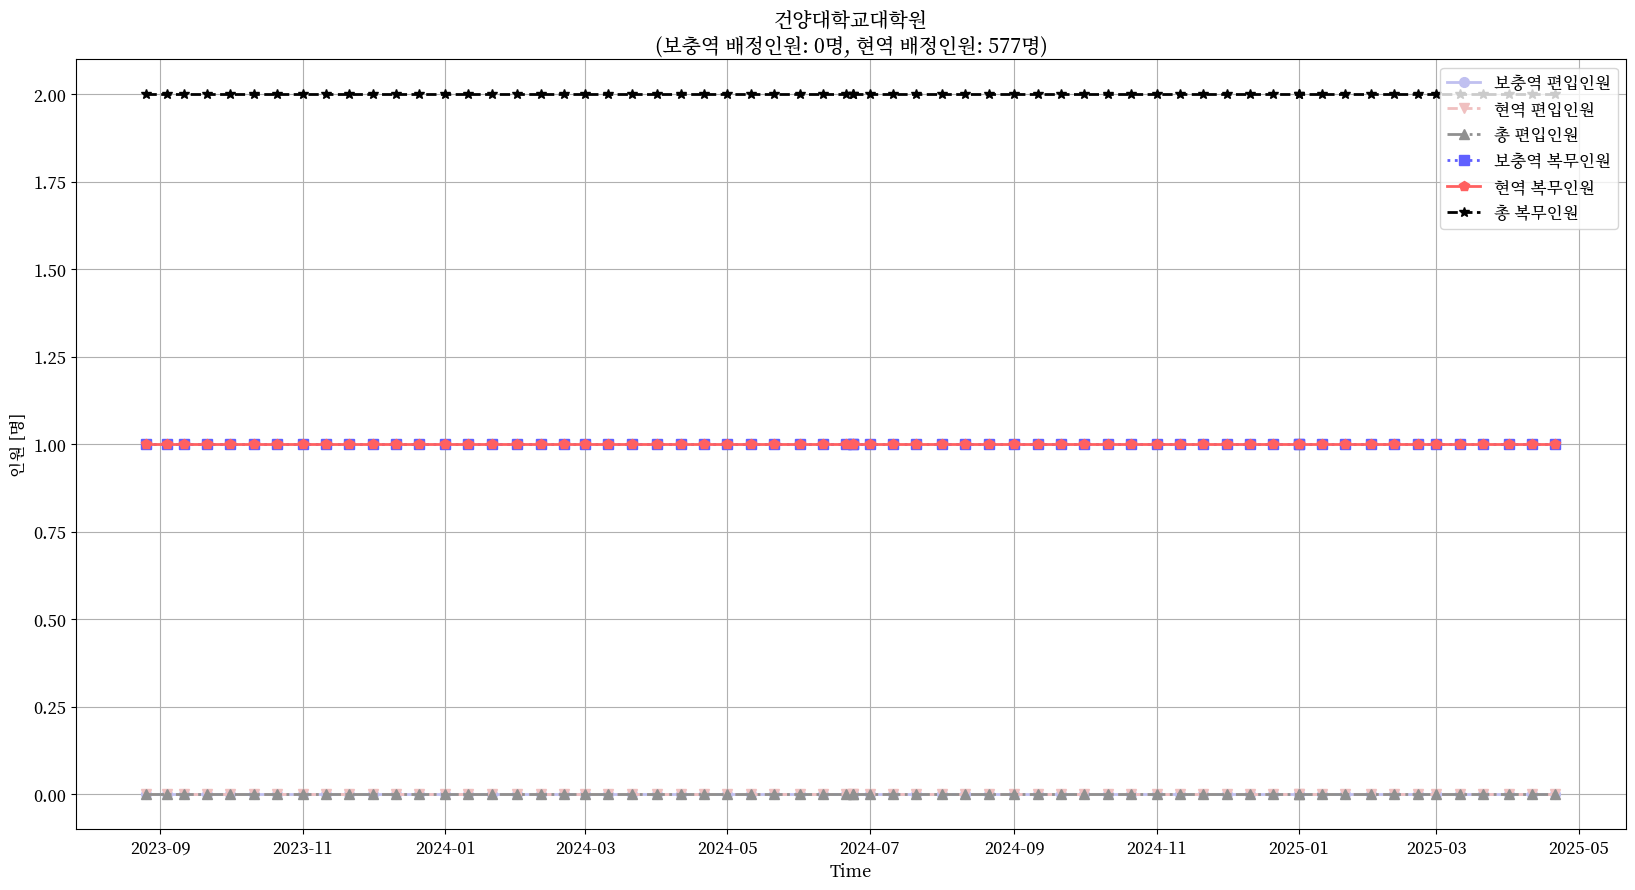 건양대학교대학원
(보충역 배정인원: 0명, 현역 배정인원: 577명)
보충역 편입인원
현역 편입인원
총 편입인원
보충역 복무인원
현역 복무인원
총 복무인원
인원 [명]
2.00
1.75
1.50
1.25
1.00
0.75
0.50
0.25
0.00
2023-09 2023-11 2024-01 2024-03 2024-05 2024-07 2024-09 2024-11 2025-01 2025-03 2025-05
Time